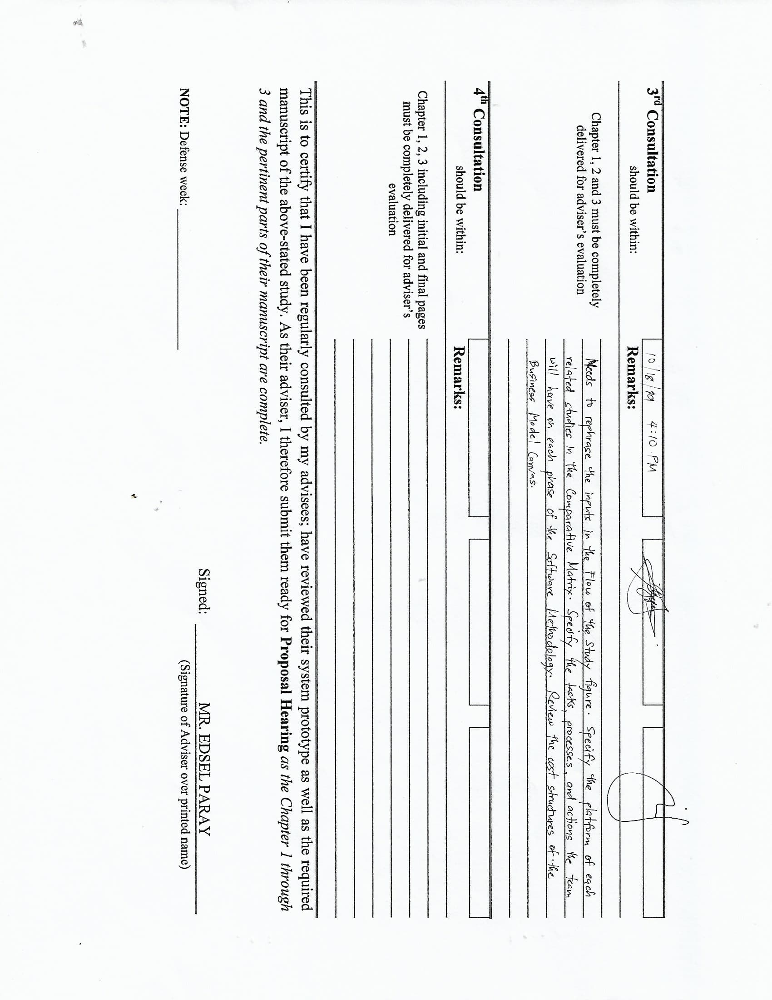 3rd Consultation
10/18/19 4:10 PM
should be within:
Remarks:
Chapter 1, 2 and 3 must be completely
delivered for adviser's evaluation
Needs to rephrase the inputs in the Flow of the Study figure. Specify the platform of each
related studies in the Comparative Matrix. Specify the tasks, processes, and actions the team
will have on each phase of the Software Methodology. Review the cost structures of the
Business Model Canvas.
4th Consultation
should be within:
Remarks:
Chapter 1, 2, 3 including initial and final pages
must be completely delivered for adviser's
evaluation
This is to certify that I have been regularly consulted by my advisees; have reviewed their system prototype as well as the required
manuscript of the above-stated study. As their adviser, I therefore submit them ready for Proposal Hearing as the Chapter 1 through
3 and the pertinent parts of their manuscript are complete.
Signed: MR. EDSEL PARAY
(Signature of Adviser over printed name)
NOTE: Defense week: